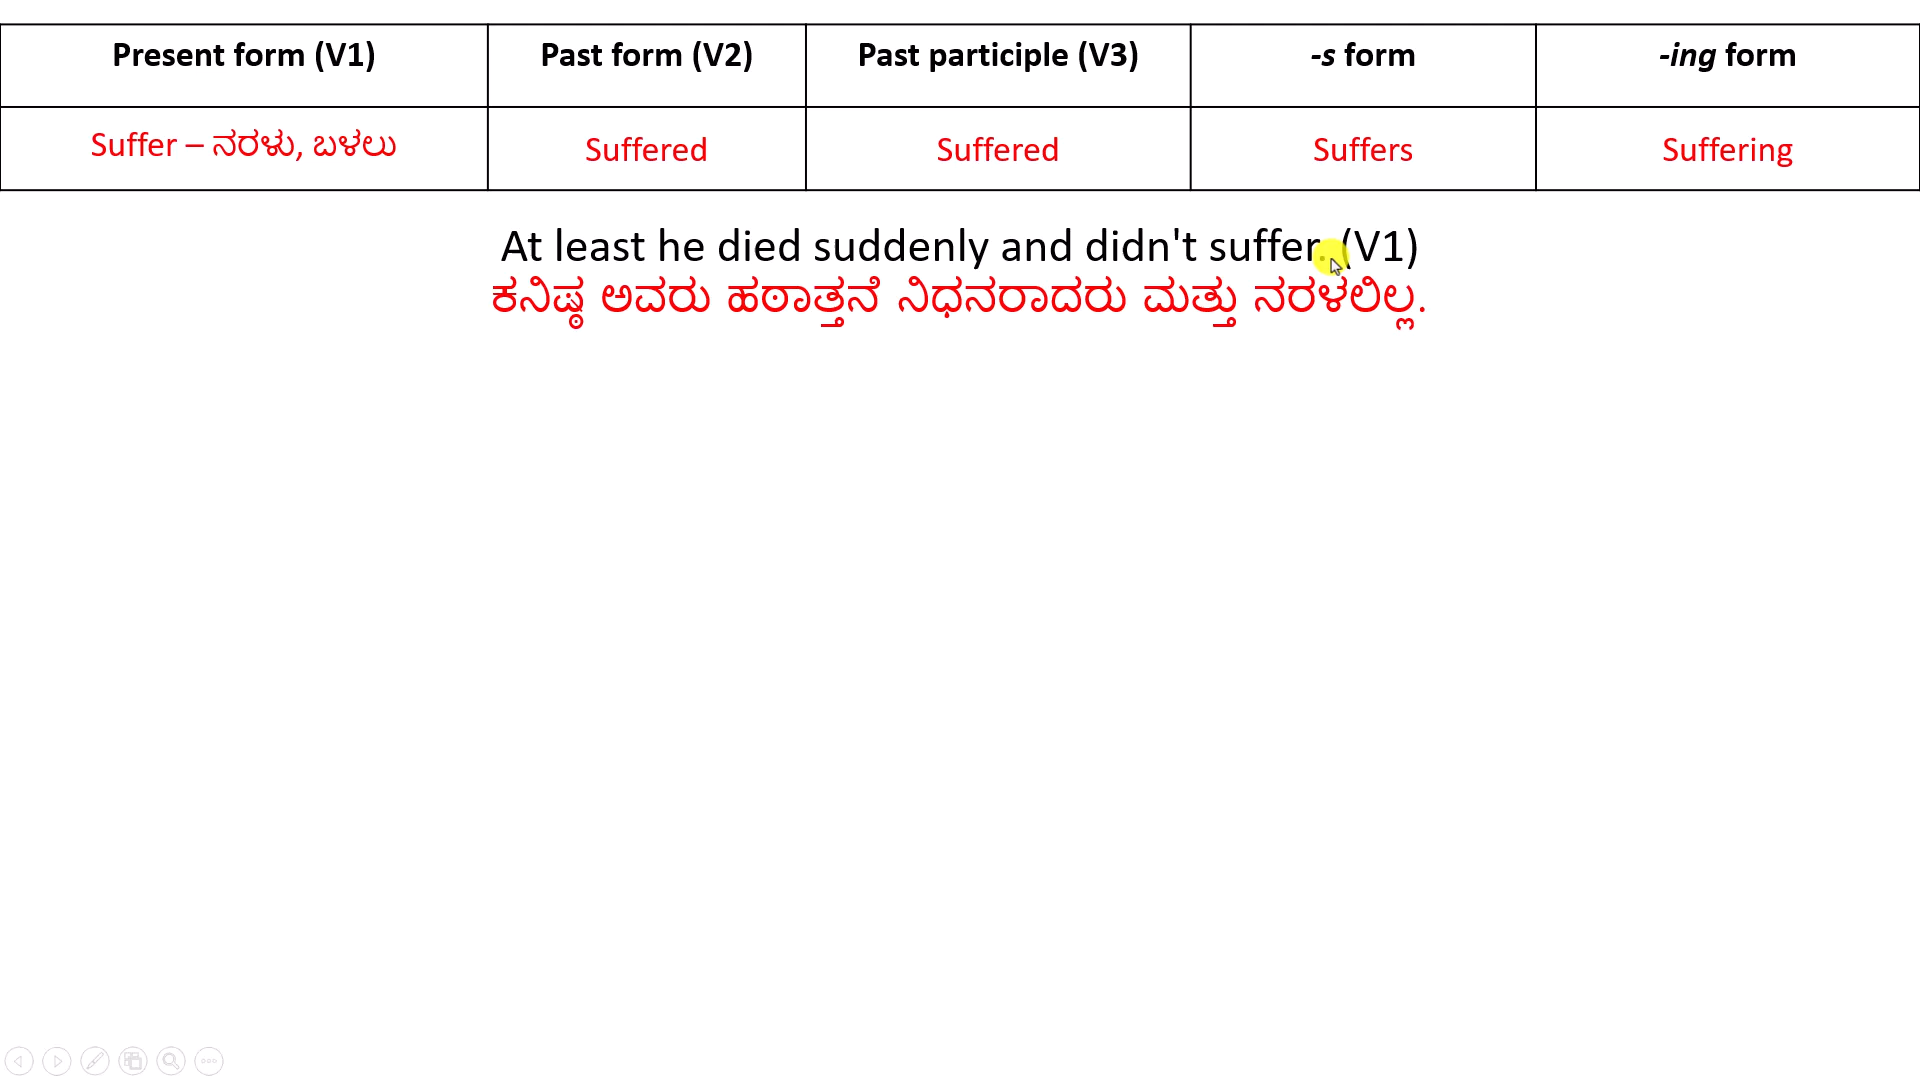 Present form (V1) Past form (V2) Past participle (V3) -s form -ing form
Suffer – ನರಳು, ಬಳಲು Suffered Suffered Suffers Suffering
At least he died suddenly and didn't suffer. (V1)
ಕನಿಷ್ಠ ಅವರು ಹಠಾತ್ತನೆ ನಿಧನರಾದರು ಮತ್ತು ನರಳಲಿಲ್ಲ.